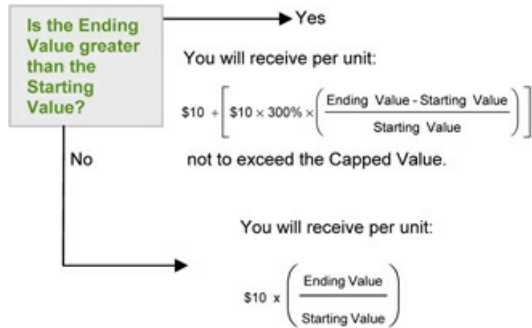 Is the Ending
Value greater
than the
Starting
Value?
Yes
You will receive per unit:
$10 + [ $10 × 300% × ( Ending Value - Starting Value / Starting Value ) ]
not to exceed the Capped Value.
No
You will receive per unit:
$10 x ( Ending Value / Starting Value )